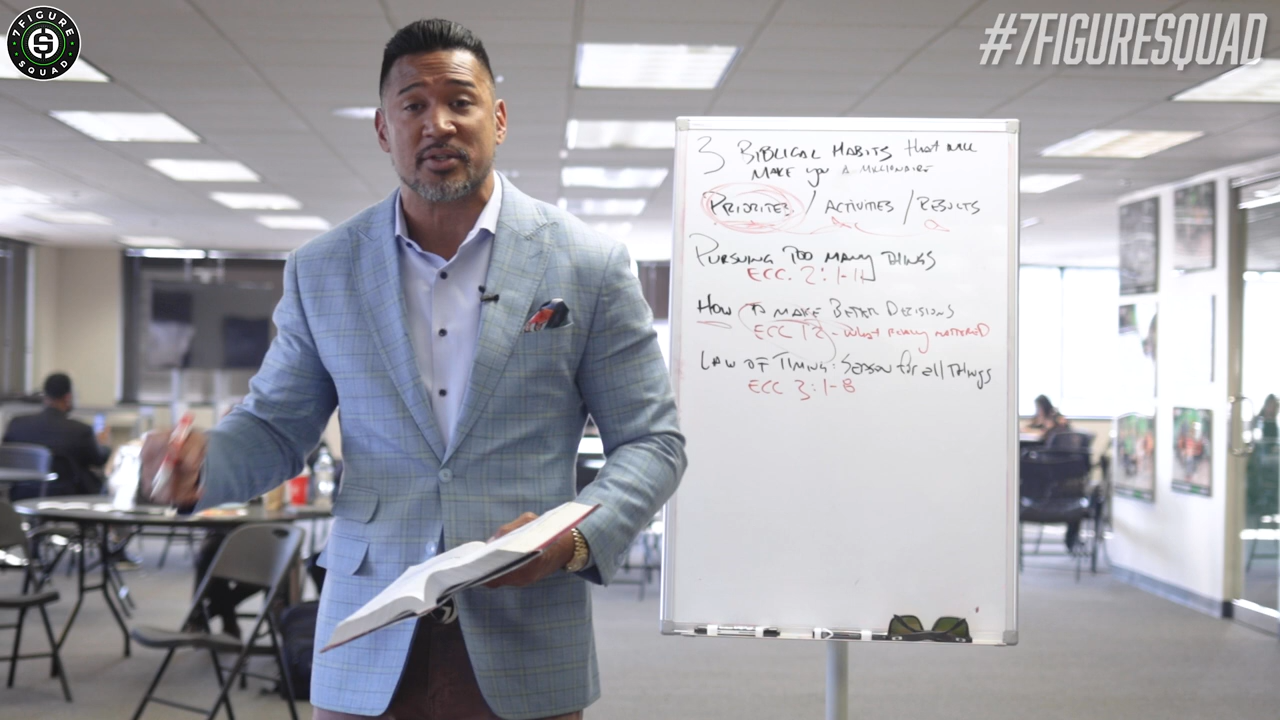 7FIGURE
SQUAD
#7FIGURESQUAD
3 BIBLICAL HABITS that will
MAKE you A MILLIONAIRE
PRIORITIES / ACTIVITIES / RESULTS
PURSUING TOO MANY THINGS
ECC. 2:1-11
HOW TO MAKE BETTER DECISIONS
ECC 12 - What really mattered
LAW OF TIMING: SEASON for all THINGS
ECC 3:1-8